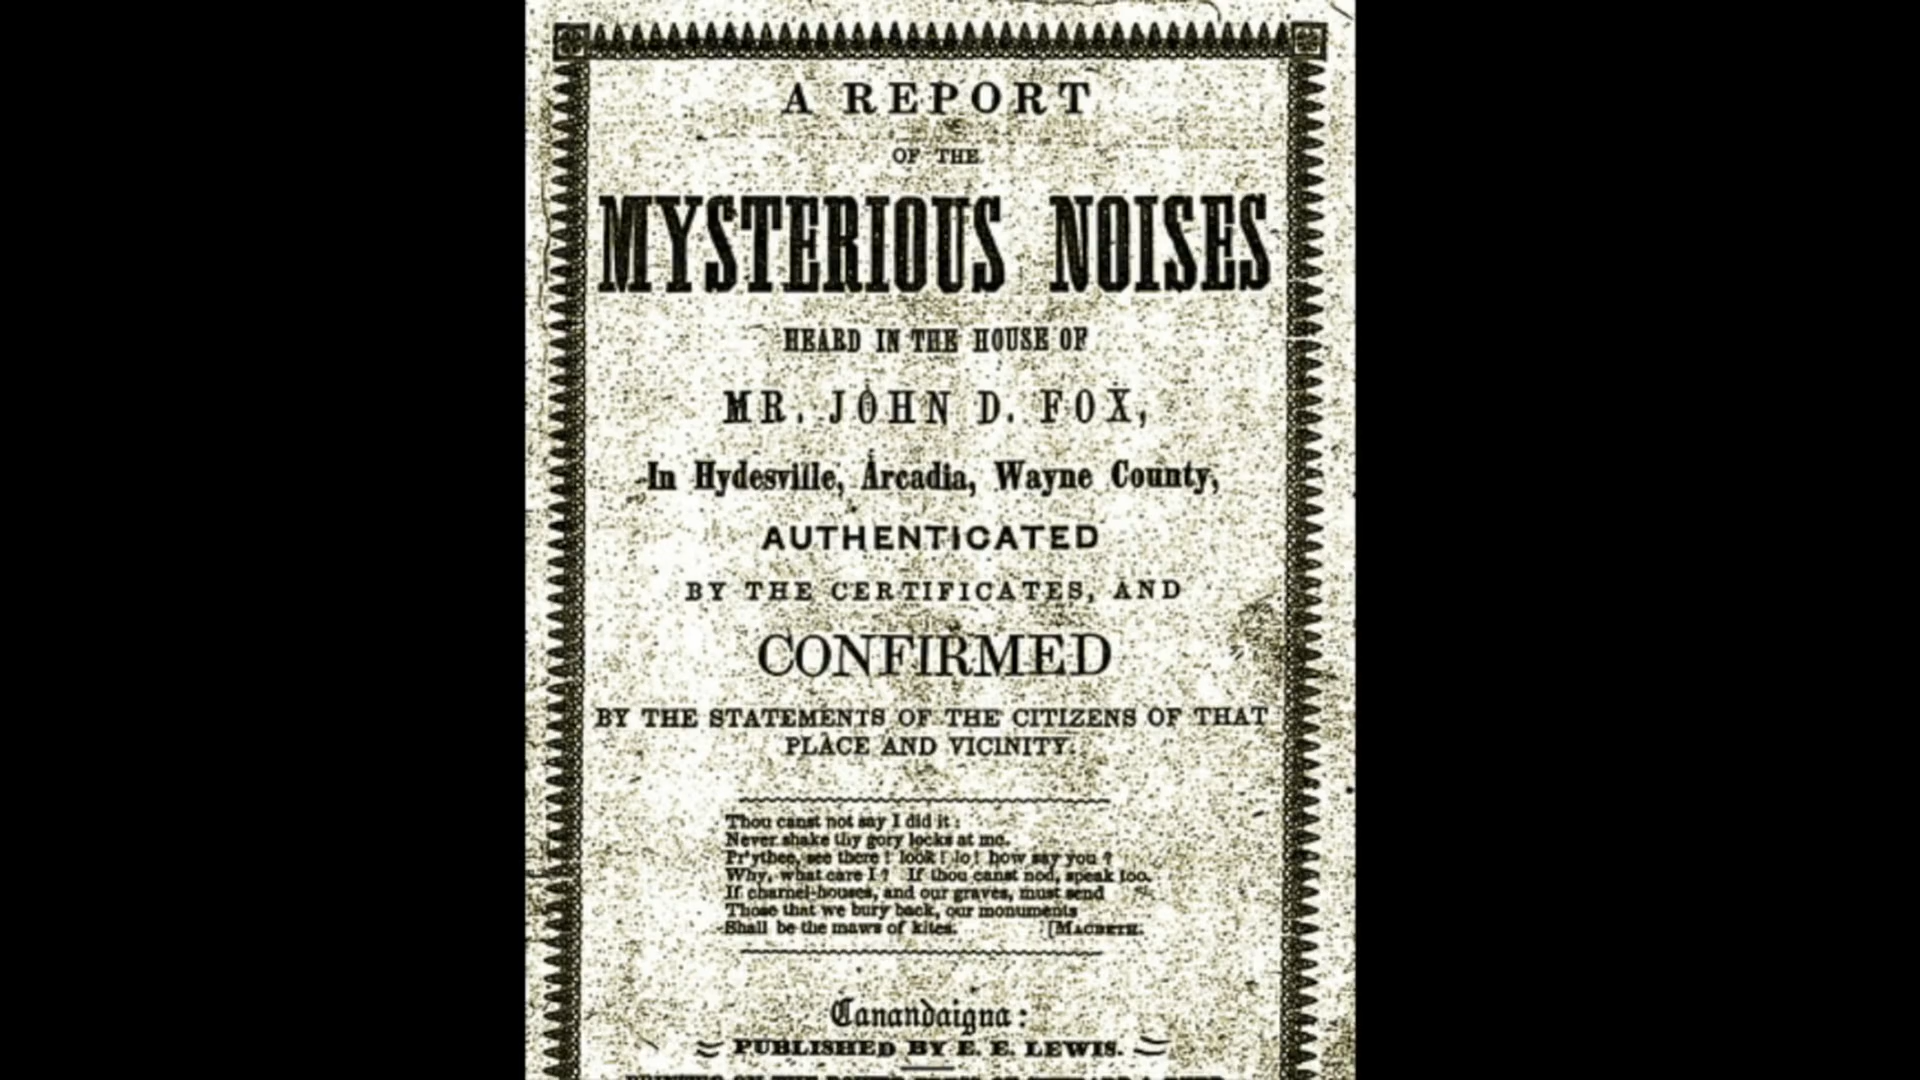 A REPORT
OF THE
MYSTERIOUS NOISES
HEARD IN THE HOUSE OF
MR. JOHN D. FOX,
In Hydesville, Arcadia, Wayne County,
AUTHENTICATED
BY THE CERTIFICATES, AND
CONFIRMED
BY THE STATEMENTS OF THE CITIZENS OF THAT
PLACE AND VICINITY.
Thou canst not say I did it :
Never shake thy gory locks at me.
Pr'ythee, see there ! look ! lo ! how say you ?
Why, what care I ? If thou canst nod, speak too.
If charnel-houses, and our graves, must send
Those that we bury back, our monuments
Shall be the maws of kites. [MACBETH.
Canandaigua :
PUBLISHED BY E. E. LEWIS.